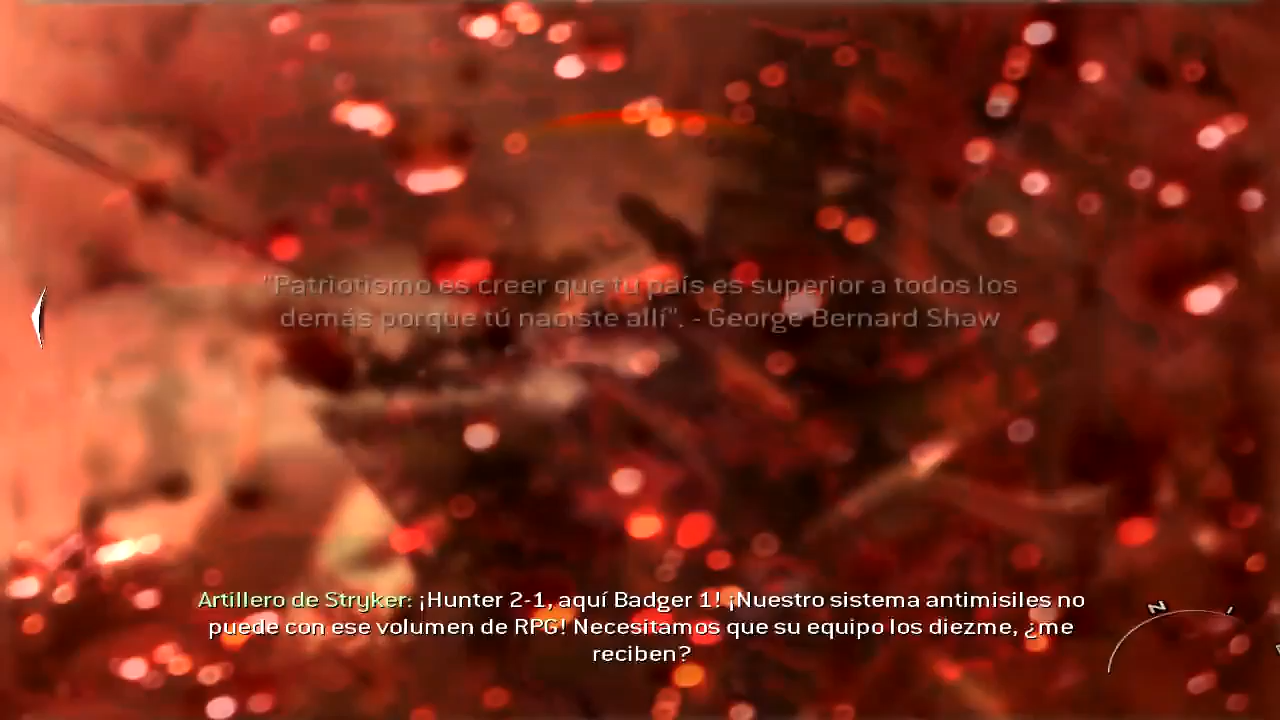 "Patriotismo es creer que tu país es superior a todos los
demás porque tú naciste allí". - George Bernard Shaw
Artillero de Stryker: ¡Hunter 2-1, aquí Badger 1! ¡Nuestro sistema antimisiles no
puede con ese volumen de RPG! Necesitamos que su equipo los diezme, ¿me
reciben?
N